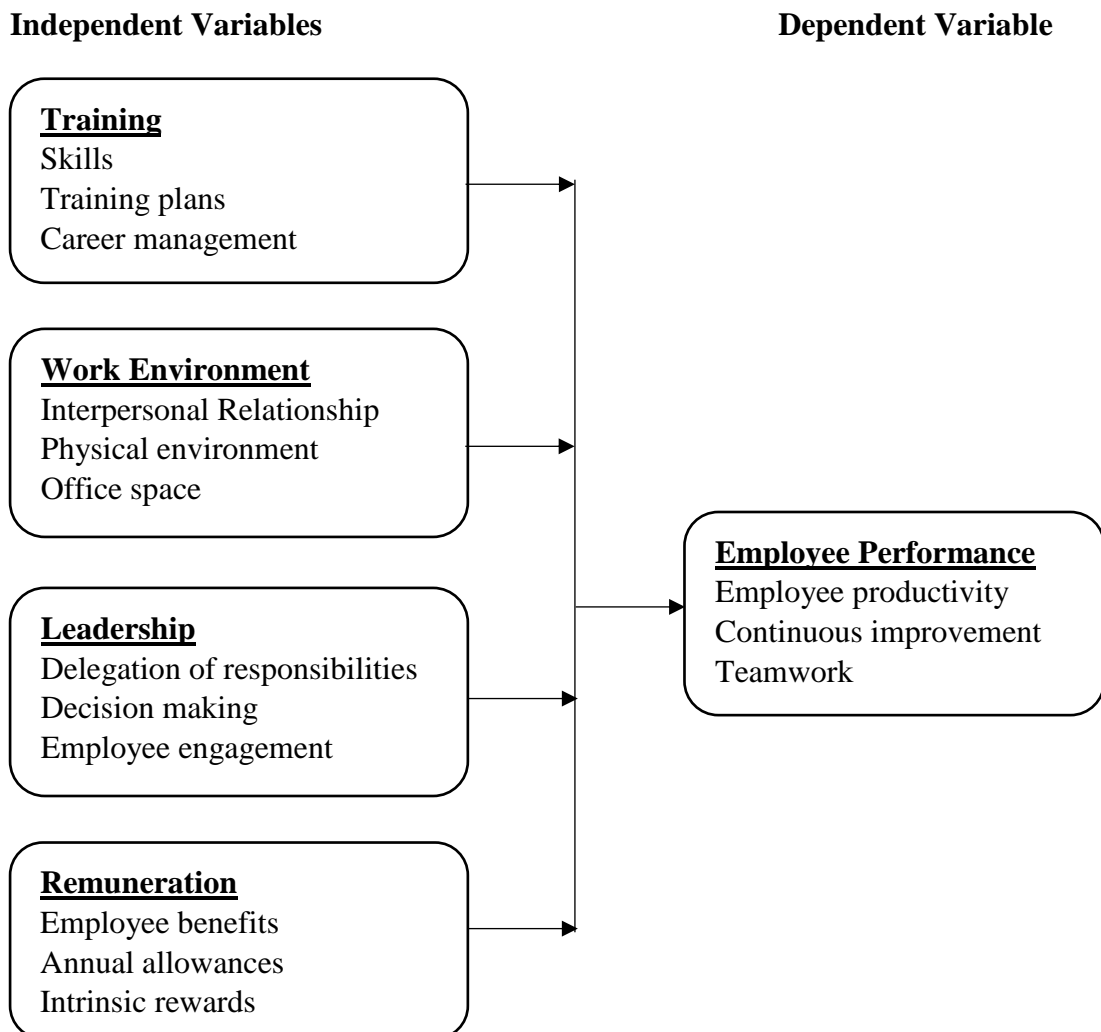 Independent Variables
Dependent Variable
Training
Skills
Training plans
Career management
Work Environment
Interpersonal Relationship
Physical environment
Office space
Leadership
Delegation of responsibilities
Decision making
Employee engagement
Remuneration
Employee benefits
Annual allowances
Intrinsic rewards
Employee Performance
Employee productivity
Continuous improvement
Teamwork